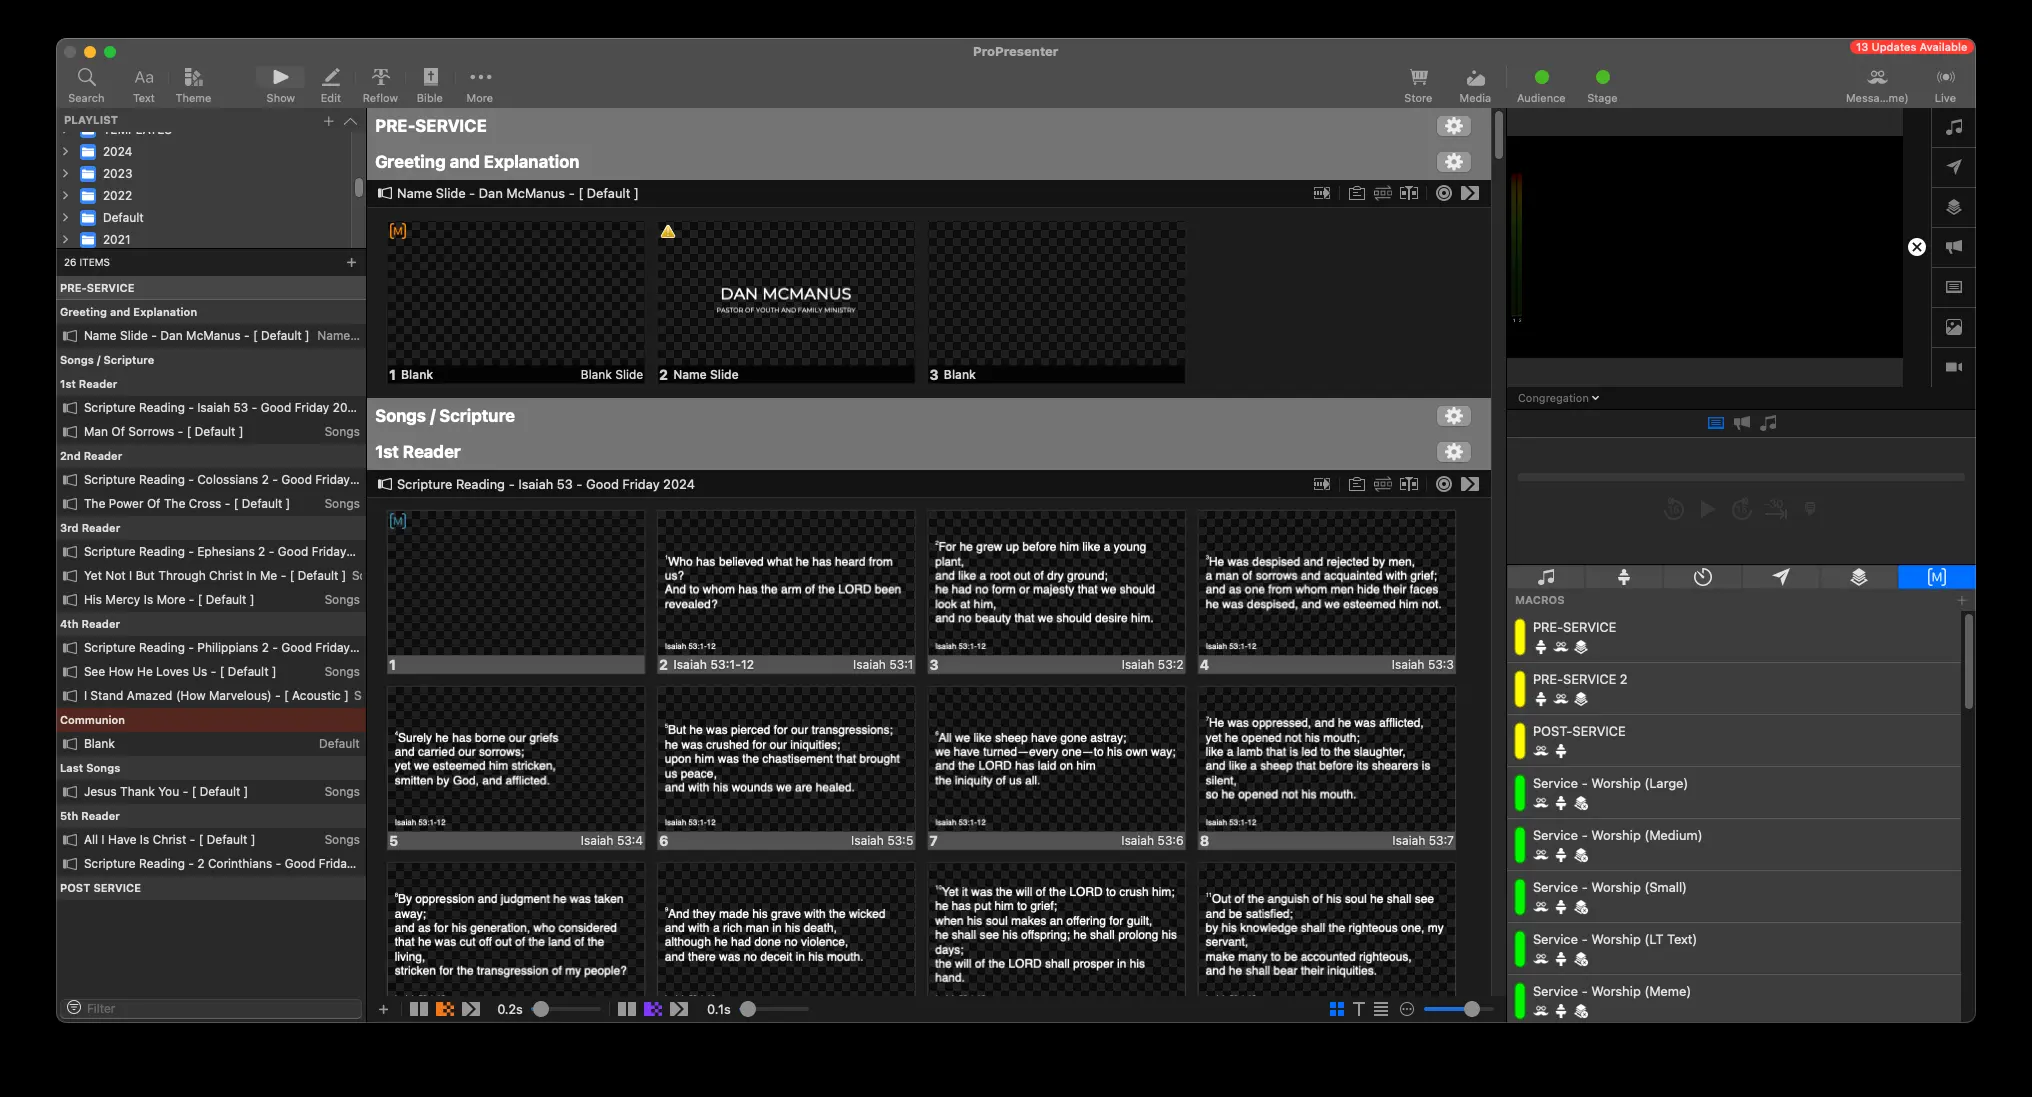 ProPresenter
13 Updates Available
Search
Text
Theme
Show
Edit
Reflow
Bible
More
Store
Media
Audience
Stage
Messa...me)
Live
PLAYLIST
TEMPLATES
2024
2023
2022
Default
2021
26 ITEMS
PRE-SERVICE
Greeting and Explanation
Name Slide - Dan McManus - [ Default ] Name...
Songs / Scripture
1st Reader
Scripture Reading - Isaiah 53 - Good Friday 20...
Man Of Sorrows - [ Default ] Songs
2nd Reader
Scripture Reading - Colossians 2 - Good Friday...
The Power Of The Cross - [ Default ] Songs
3rd Reader
Scripture Reading - Ephesians 2 - Good Friday...
Yet Not I But Through Christ In Me - [ Default ] So
His Mercy Is More - [ Default ] Songs
4th Reader
Scripture Reading - Philippians 2 - Good Friday...
See How He Loves Us - [ Default ] Songs
I Stand Amazed (How Marvelous) - [ Acoustic ] S
Communion
Blank Default
Last Songs
Jesus Thank You - [ Default ] Songs
5th Reader
All I Have Is Christ - [ Default ] Songs
Scripture Reading - 2 Corinthians - Good Frida...
POST SERVICE
Filter
PRE-SERVICE
Greeting and Explanation
Name Slide - Dan McManus - [ Default ]
[M]
1 Blank Blank Slide
DAN MCMANUS
PASTOR OF YOUTH AND FAMILY MINISTRY
2 Name Slide
3 Blank
Songs / Scripture
1st Reader
Scripture Reading - Isaiah 53 - Good Friday 2024
[M]
1
1Who has believed what he has heard from
us?
And to whom has the arm of the LORD been
revealed?
Isaiah 53:1-12
2 Isaiah 53:1-12 Isaiah 53:1
2For he grew up before him like a young
plant,
and like a root out of dry ground;
he had no form or majesty that we should
look at him,
and no beauty that we should desire him.
Isaiah 53:1-12
3 Isaiah 53:2
3He was despised and rejected by men,
a man of sorrows and acquainted with grief;
and as one from whom men hide their faces
he was despised, and we esteemed him not.
Isaiah 53:1-12
4 Isaiah 53:3
4Surely he has borne our griefs
and carried our sorrows;
yet we esteemed him stricken,
smitten by God, and afflicted.
Isaiah 53:1-12
5 Isaiah 53:4
5But he was pierced for our transgressions;
he was crushed for our iniquities;
upon him was the chastisement that brought
us peace,
and with his wounds we are healed.
Isaiah 53:1-12
6 Isaiah 53:5
6All we like sheep have gone astray;
we have turned—every one—to his own way;
and the LORD has laid on him
the iniquity of us all.
Isaiah 53:1-12
7 Isaiah 53:6
7He was oppressed, and he was afflicted,
yet he opened not his mouth;
like a lamb that is led to the slaughter,
and like a sheep that before its shearers is
silent,
so he opened not his mouth.
Isaiah 53:1-12
8 Isaiah 53:7
8By oppression and judgment he was taken
away;
and as for his generation, who considered
that he was cut off out of the land of the
living,
stricken for the transgression of my people?
9And they made his grave with the wicked
and with a rich man in his death,
although he had done no violence,
and there was no deceit in his mouth.
10Yet it was the will of the LORD to crush him;
he has put him to grief;
when his soul makes an offering for guilt,
he shall see his offspring; he shall prolong his
days;
the will of the LORD shall prosper in his
hand.
11Out of the anguish of his soul he shall see
and be satisfied;
by his knowledge shall the righteous one, my
servant,
make many to be accounted righteous,
and he shall bear their iniquities.
0.2s
0.1s
1 2
Congregation
15
15
[M]
MACROS
PRE-SERVICE
PRE-SERVICE 2
POST-SERVICE
Service - Worship (Large)
Service - Worship (Medium)
Service - Worship (Small)
Service - Worship (LT Text)
Service - Worship (Meme)